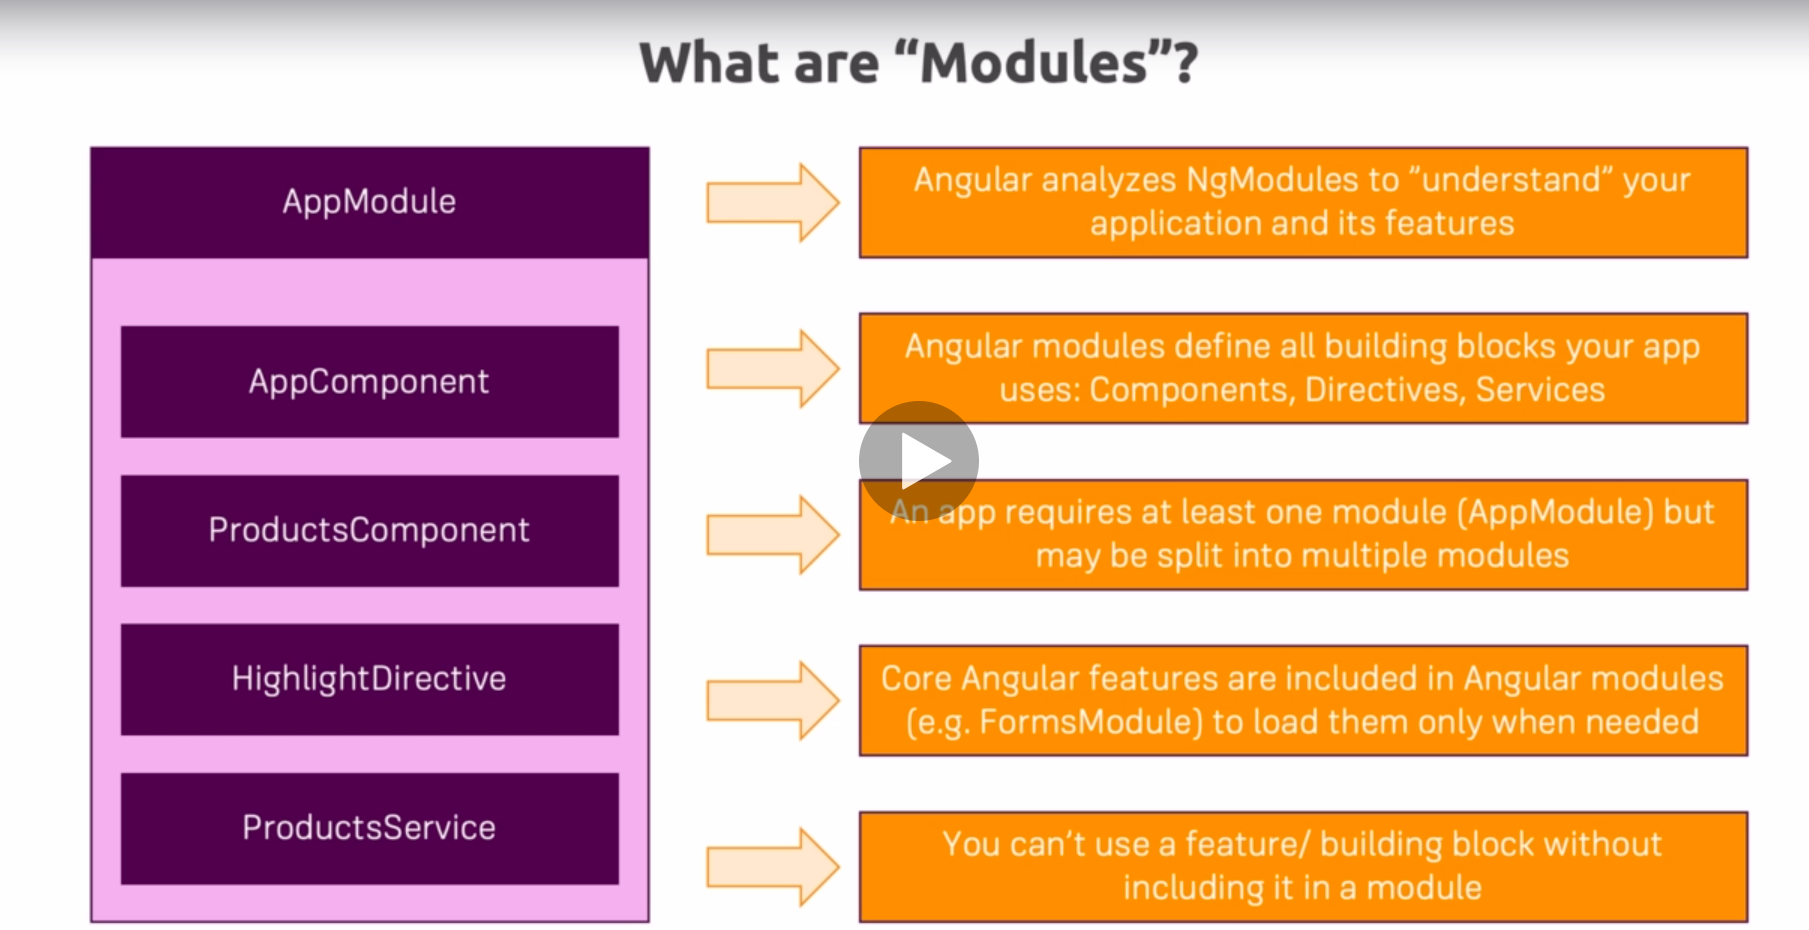 What are “Modules”?
AppModule
AppComponent
ProductsComponent
HighlightDirective
ProductsService
Angular analyzes NgModules to “understand” your
application and its features
Angular modules define all building blocks your app
uses: Components, Directives, Services
An app requires at least one module (AppModule) but
may be split into multiple modules
Core Angular features are included in Angular modules
(e.g. FormsModule) to load them only when needed
You can’t use a feature/ building block without
including it in a module